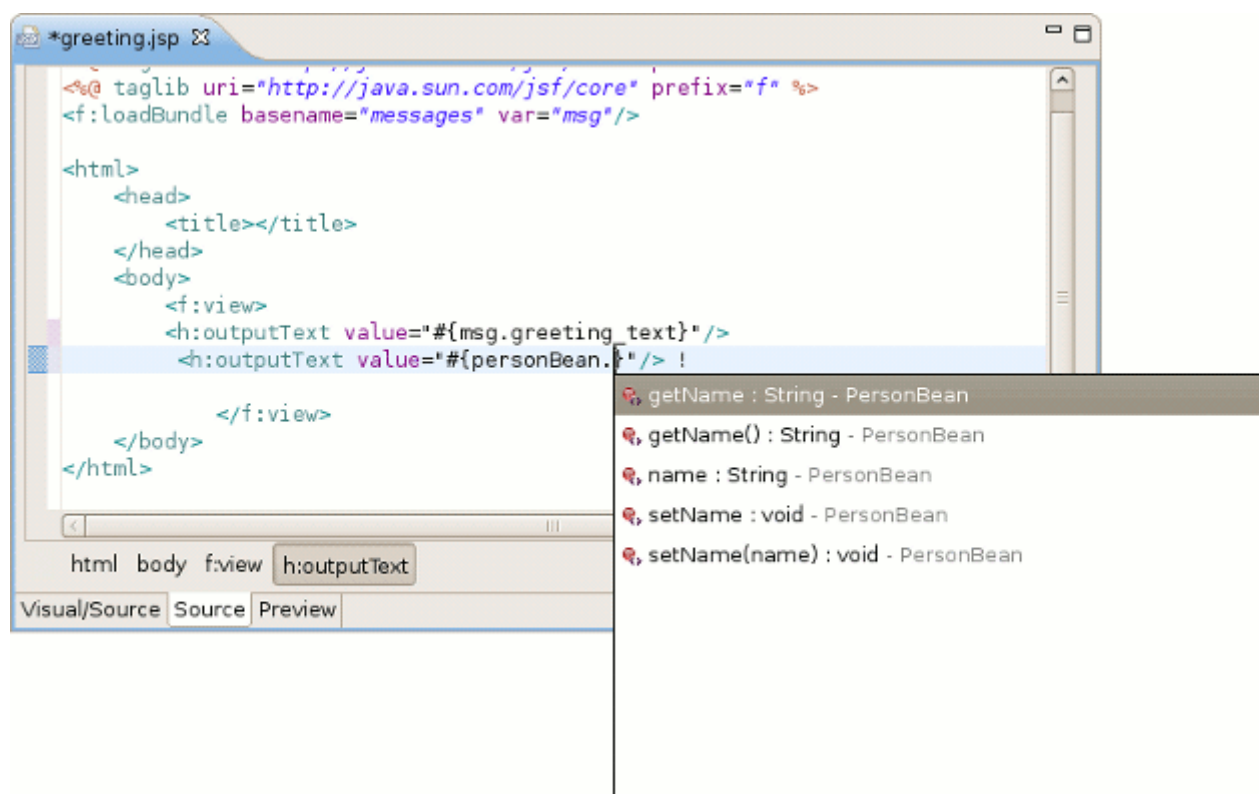 *greeting.jsp
<%@ taglib uri="http://java.sun.com/jsf/core" prefix="f" %>
<f:loadBundle basename="messages" var="msg"/>
<html>
<head>
<title></title>
</head>
<body>
<f:view>
<h:outputText value="#{msg.greeting_text}"/>
<h:outputText value="#{personBean.}"/> !
</f:view>
</body>
</html>
getName : String - PersonBean
getName() : String - PersonBean
name : String - PersonBean
setName : void - PersonBean
setName(name) : void - PersonBean
html body f:view h:outputText
Visual/Source Source Preview